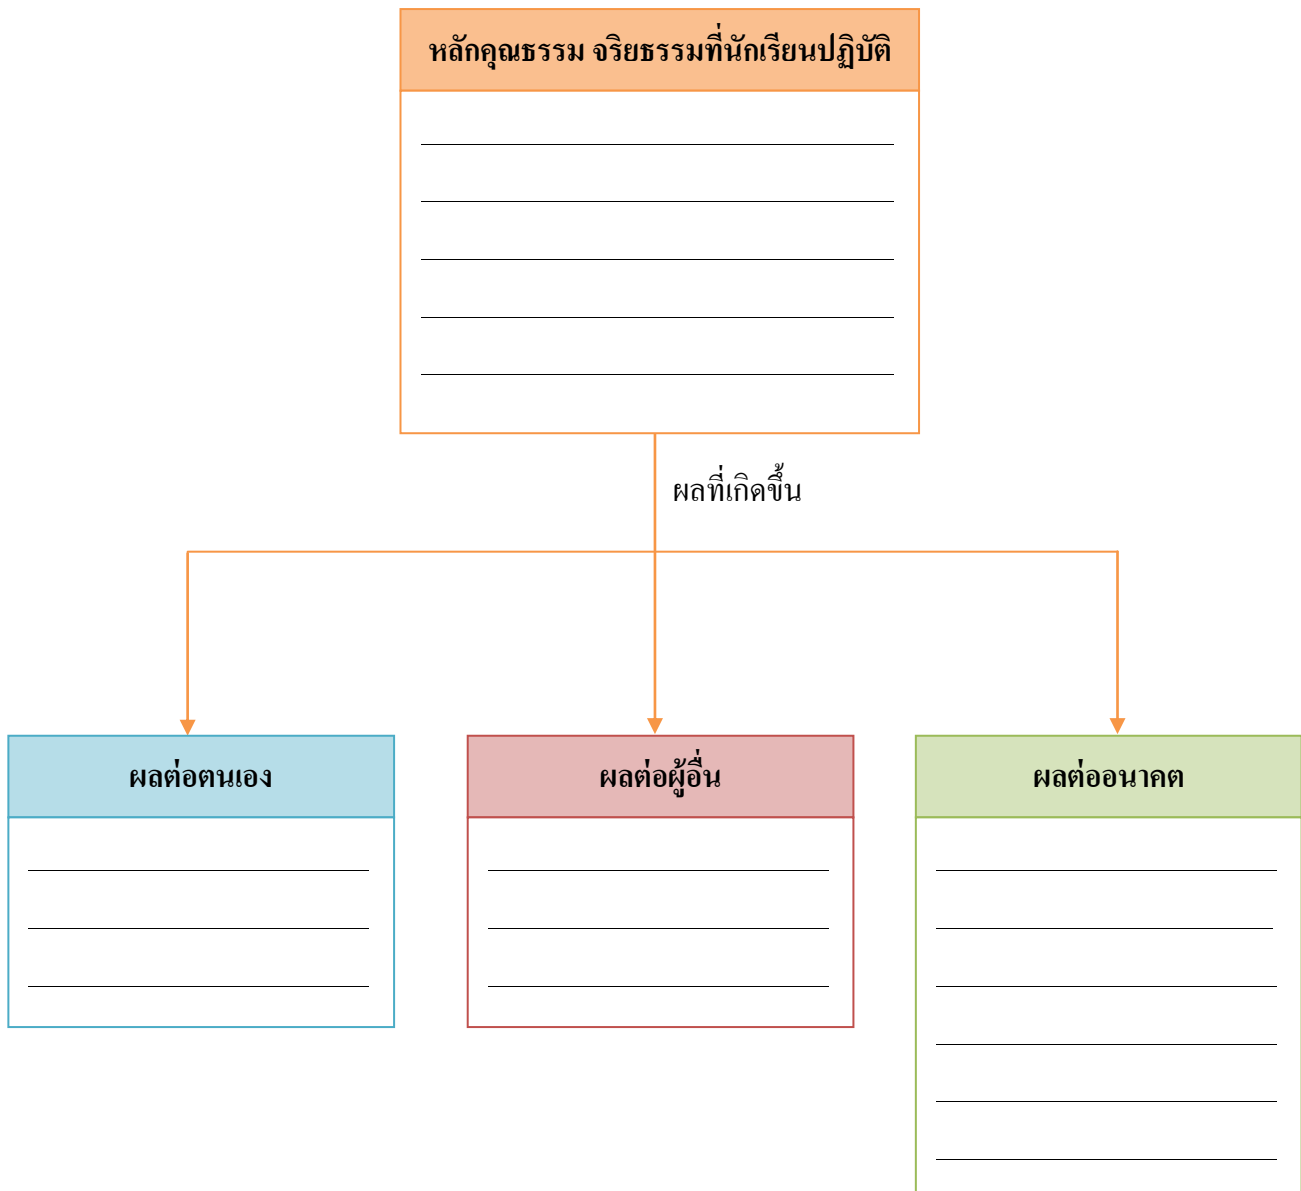 หลักคุณธรรม จริยธรรมที่นักเรียนปฏิบัติ
ผลที่เกิดขึ้น
ผลต่อตนเอง
ผลต่อผู้อื่น
ผลต่ออนาคต